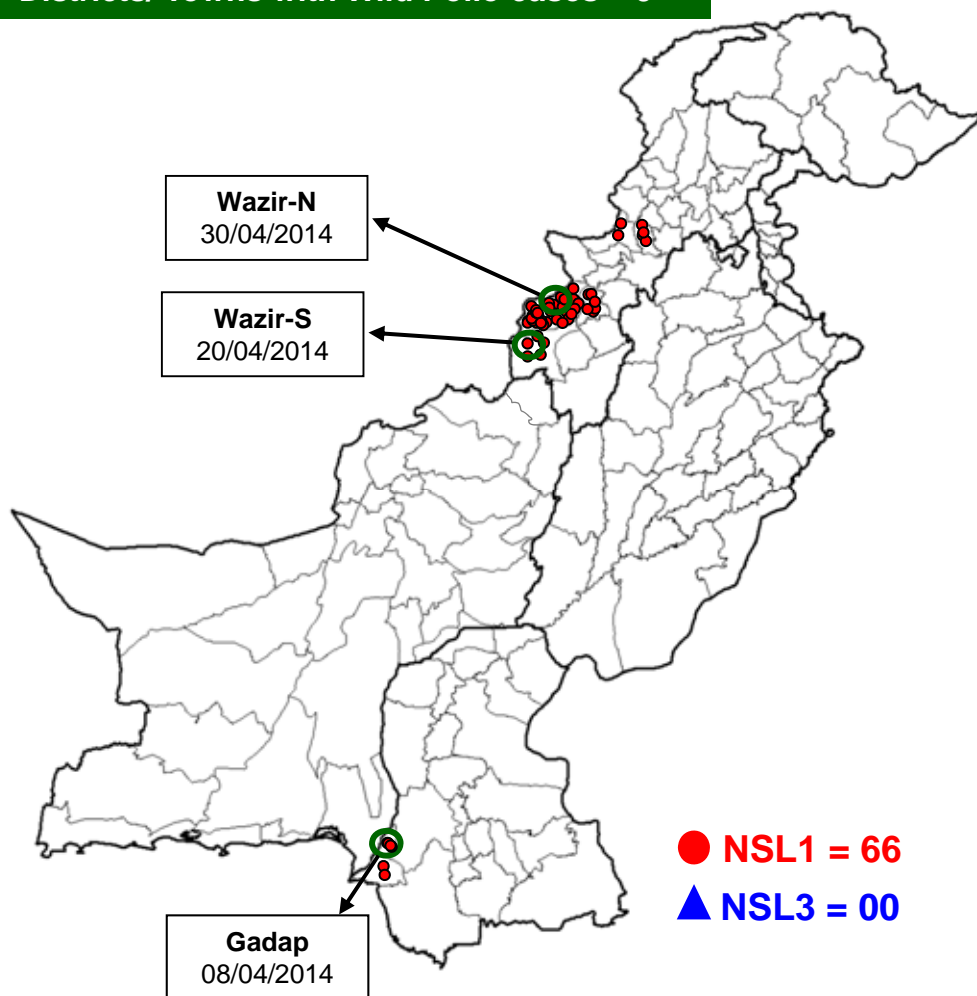 Wazir-N
30/04/2014
Wazir-S
20/04/2014
Gadap
08/04/2014
NSL1 = 66
NSL3 = 00